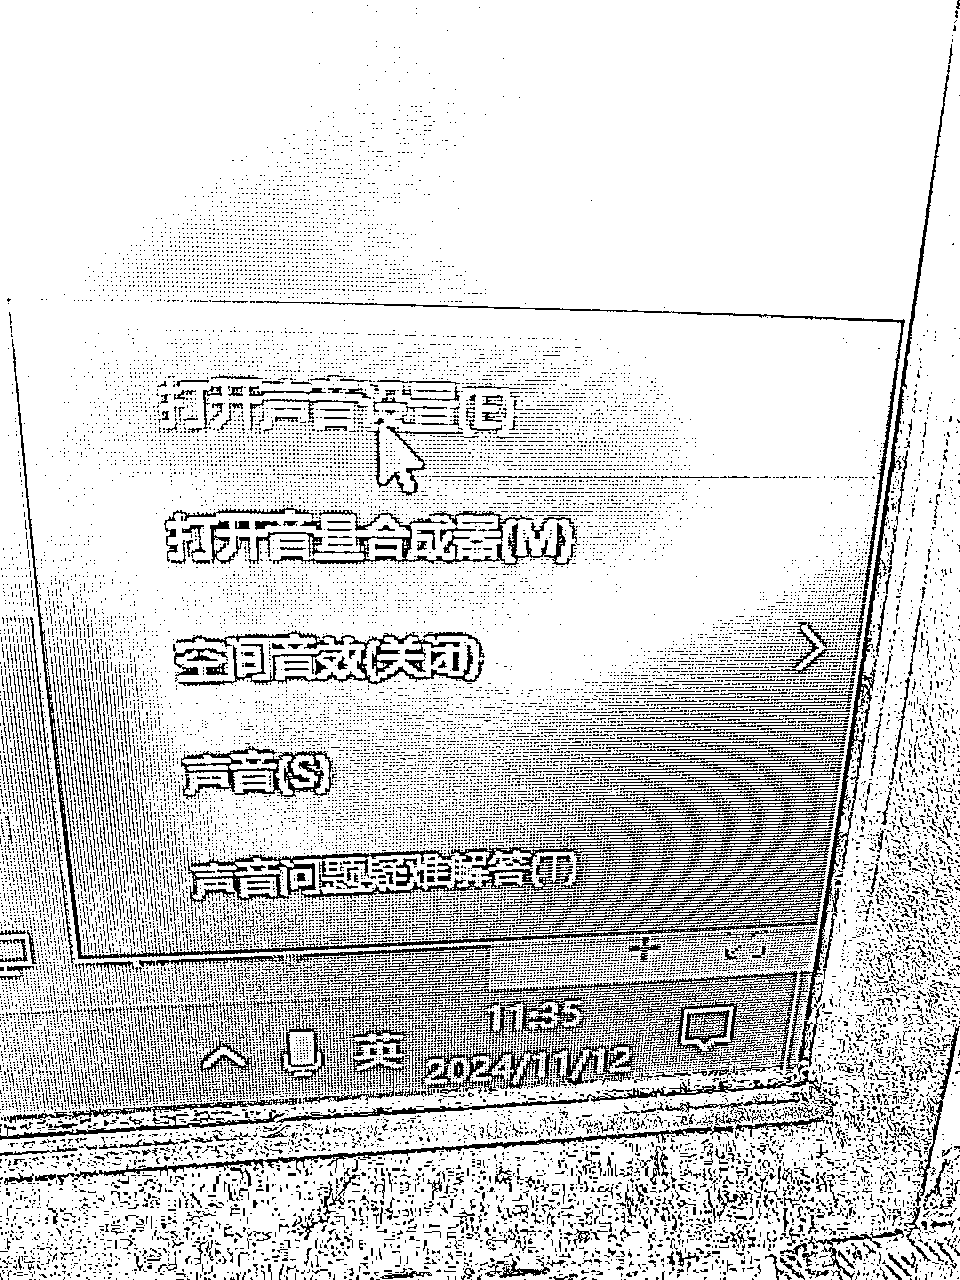 打开声音设置(E)
打开音量合成器(M)
空间音效(关闭)
声音(S)
声音问题疑难解答(T)
英
11:35
2024/11/12